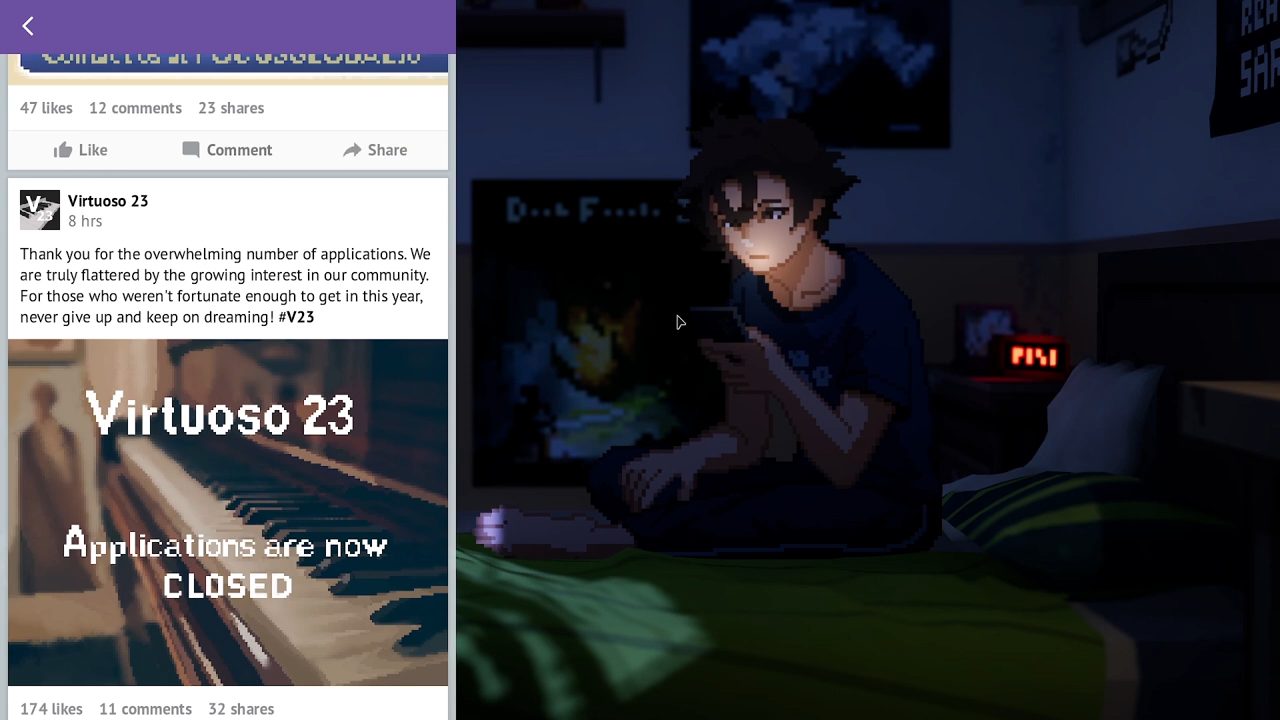 47 likes 12 comments 23 shares
Like Comment Share
Virtuoso 23
8 hrs
Thank you for the overwhelming number of applications. We
are truly flattered by the growing interest in our community.
For those who weren't fortunate enough to get in this year,
never give up and keep on dreaming! #V23
V
23
Virtuoso 23
Applications are now
CLOSED
174 likes 11 comments 32 shares